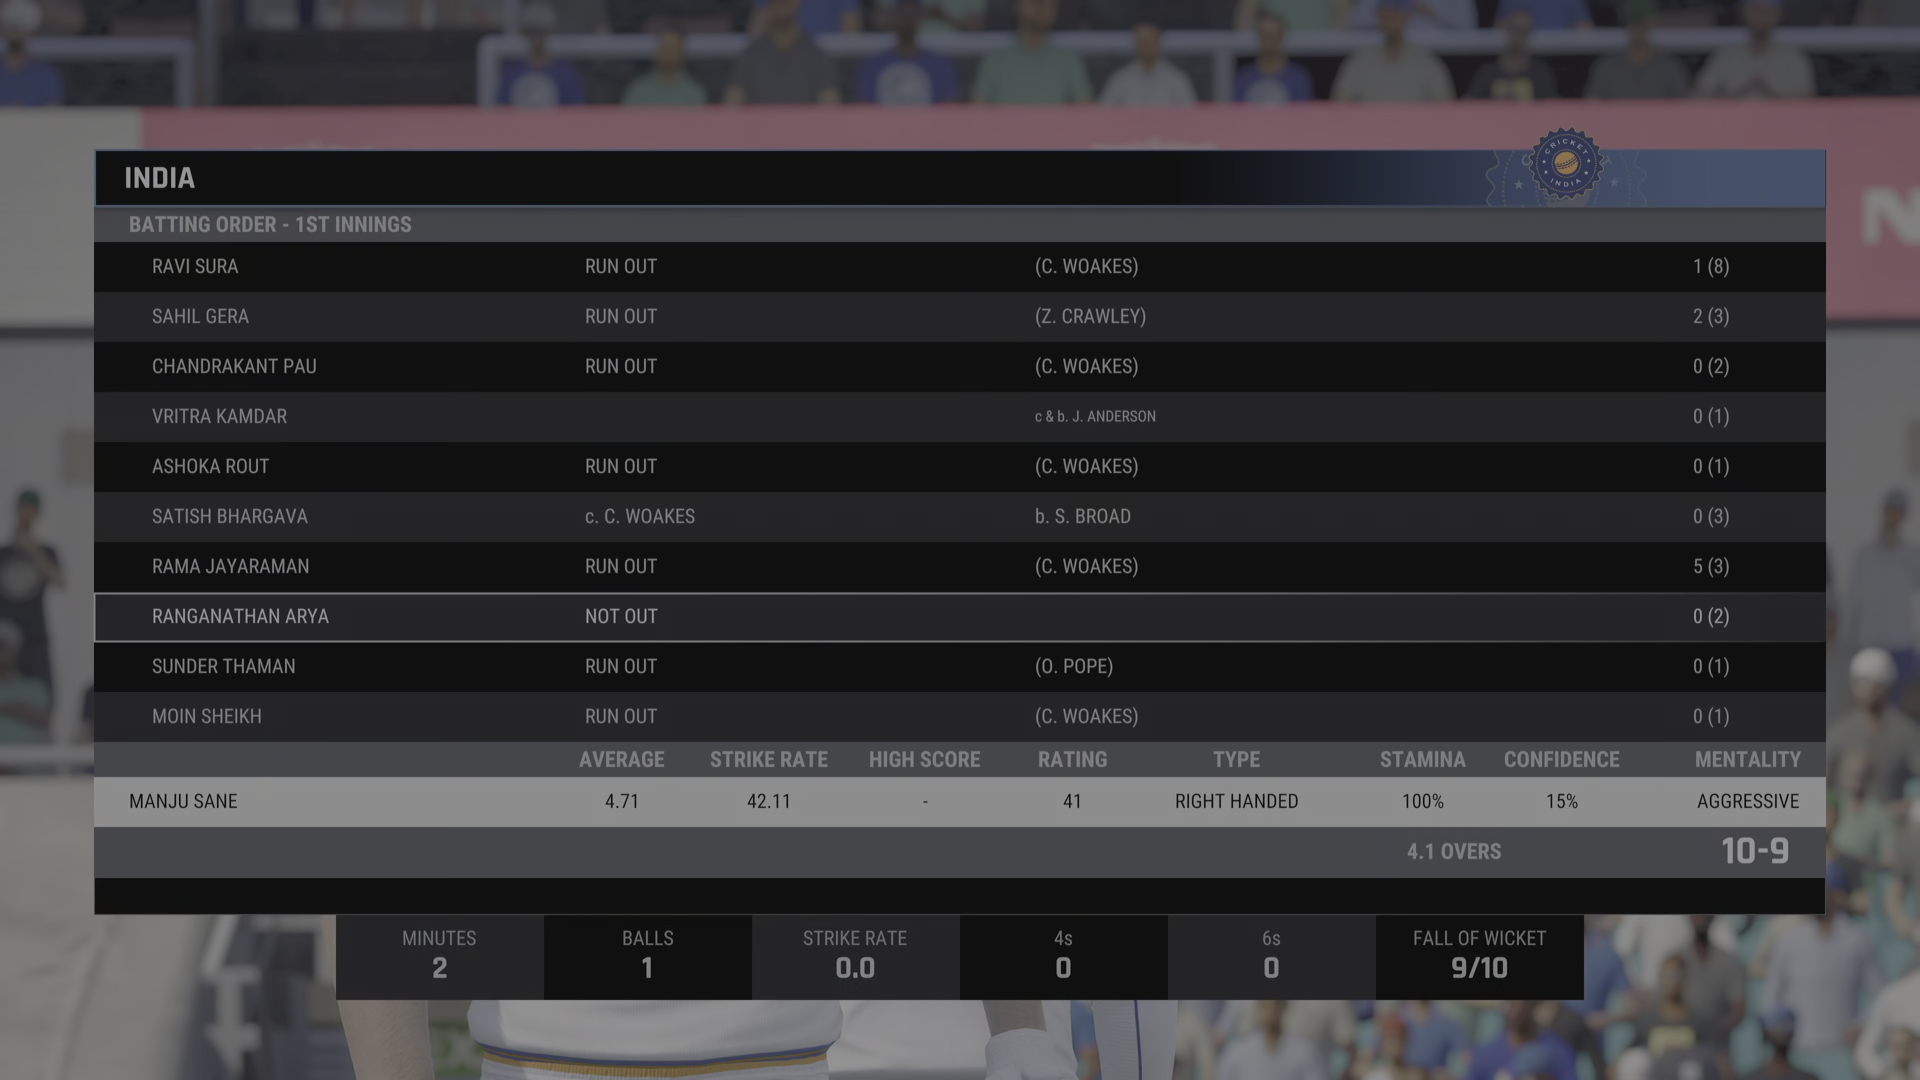 CRICKET
INDIA
INDIA
N
BATTING ORDER - 1ST INNINGS
RAVI SURA RUN OUT (C. WOAKES) 1 (8)
SAHIL GERA RUN OUT (Z. CRAWLEY) 2 (3)
CHANDRAKANT PAU RUN OUT (C. WOAKES) 0 (2)
VRITRA KAMDAR c & b. J. ANDERSON 0 (1)
ASHOKA ROUT RUN OUT (C. WOAKES) 0 (1)
SATISH BHARGAVA c. C. WOAKES b. S. BROAD 0 (3)
RAMA JAYARAMAN RUN OUT (C. WOAKES) 5 (3)
RANGANATHAN ARYA NOT OUT 0 (2)
SUNDER THAMAN RUN OUT (O. POPE) 0 (1)
MOIN SHEIKH RUN OUT (C. WOAKES) 0 (1)
AVERAGE STRIKE RATE HIGH SCORE RATING TYPE STAMINA CONFIDENCE MENTALITY
MANJU SANE 4.71 42.11 - 41 RIGHT HANDED 100% 15% AGGRESSIVE
4.1 OVERS 10-9
MINUTES BALLS STRIKE RATE 4s 6s FALL OF WICKET
2 1 0.0 0 0 9/10